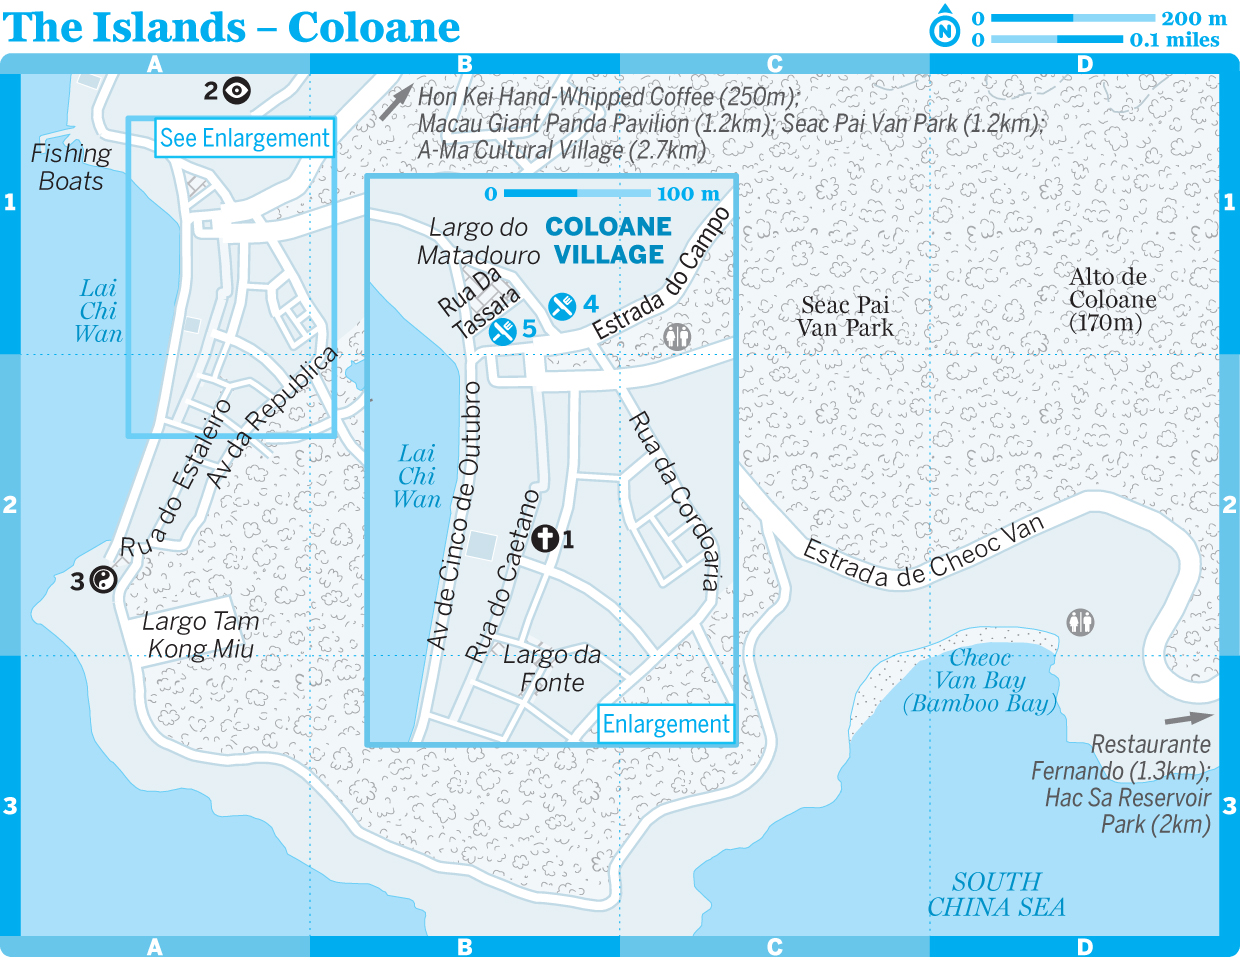 The Islands – Coloane
N
0 200 m
0 0.1 miles
A B C D
2
Hon Kei Hand-Whipped Coffee (250m);
Macau Giant Panda Pavilion (1.2km); Seac Pai Van Park (1.2km);
A-Ma Cultural Village (2.7km)
See Enlargement
Fishing
Boats
1
1
0 100 m
Largo do
Matadouro
COLOANE
VILLAGE
Estrada do Campo
Rua Da
Tassara
4
5
Lai
Chi
Wan
Seac Pai
Van Park
Alto de
Coloane
(170m)
Av da Republica
Rua do Estaleiro
Av de Cinco de Outubro
Rua da Cordoaria
Lai
Chi
Wan
2
2
Rua do Caetano
1
Estrada de Cheoc Van
3
Largo Tam
Kong Miu
Largo da
Fonte
Cheoc
Van Bay
(Bamboo Bay)
Enlargement
Restaurante
Fernando (1.3km);
Hac Sa Reservoir
Park (2km)
3
3
SOUTH
CHINA SEA
A B C D